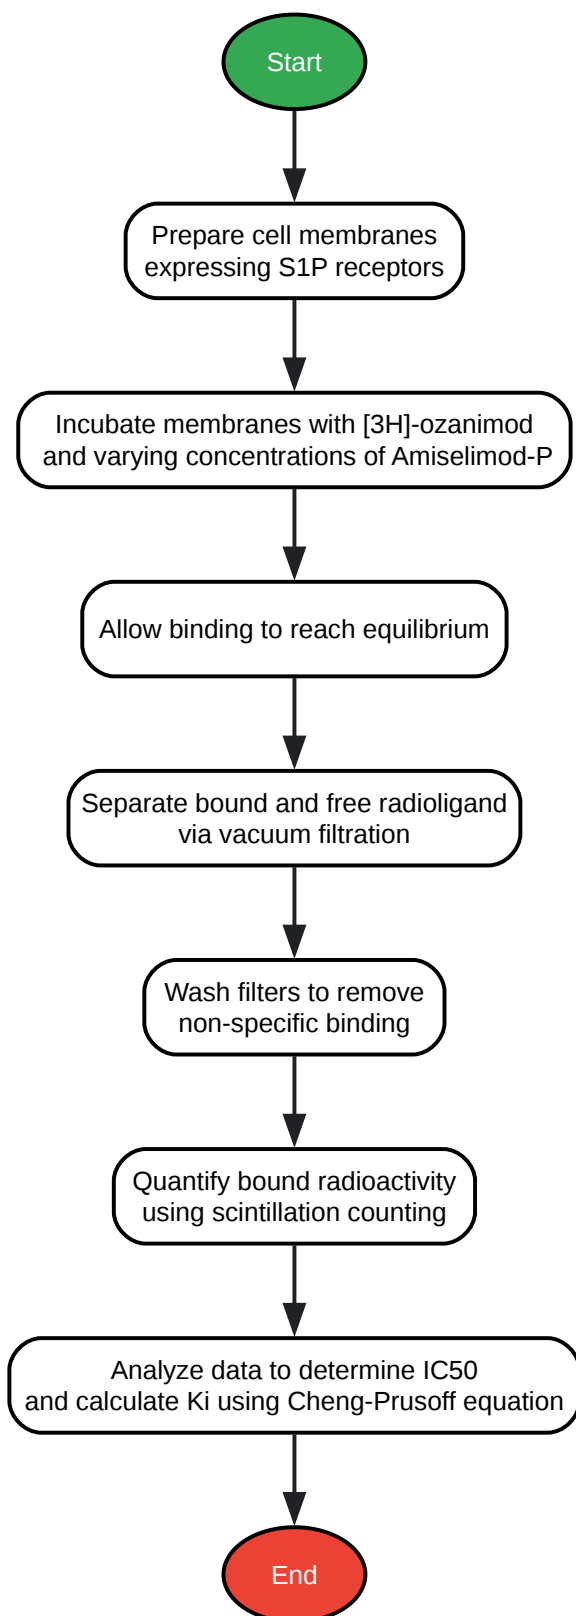 Start
Prepare cell membranes
expressing S1P receptors
Incubate membranes with [3H]-ozanimod
and varying concentrations of Amiselimod-P
Allow binding to reach equilibrium
Separate bound and free radioligand
via vacuum filtration
Wash filters to remove
non-specific binding
Quantify bound radioactivity
using scintillation counting
Analyze data to determine IC50
and calculate Ki using Cheng-Prusoff equation
End